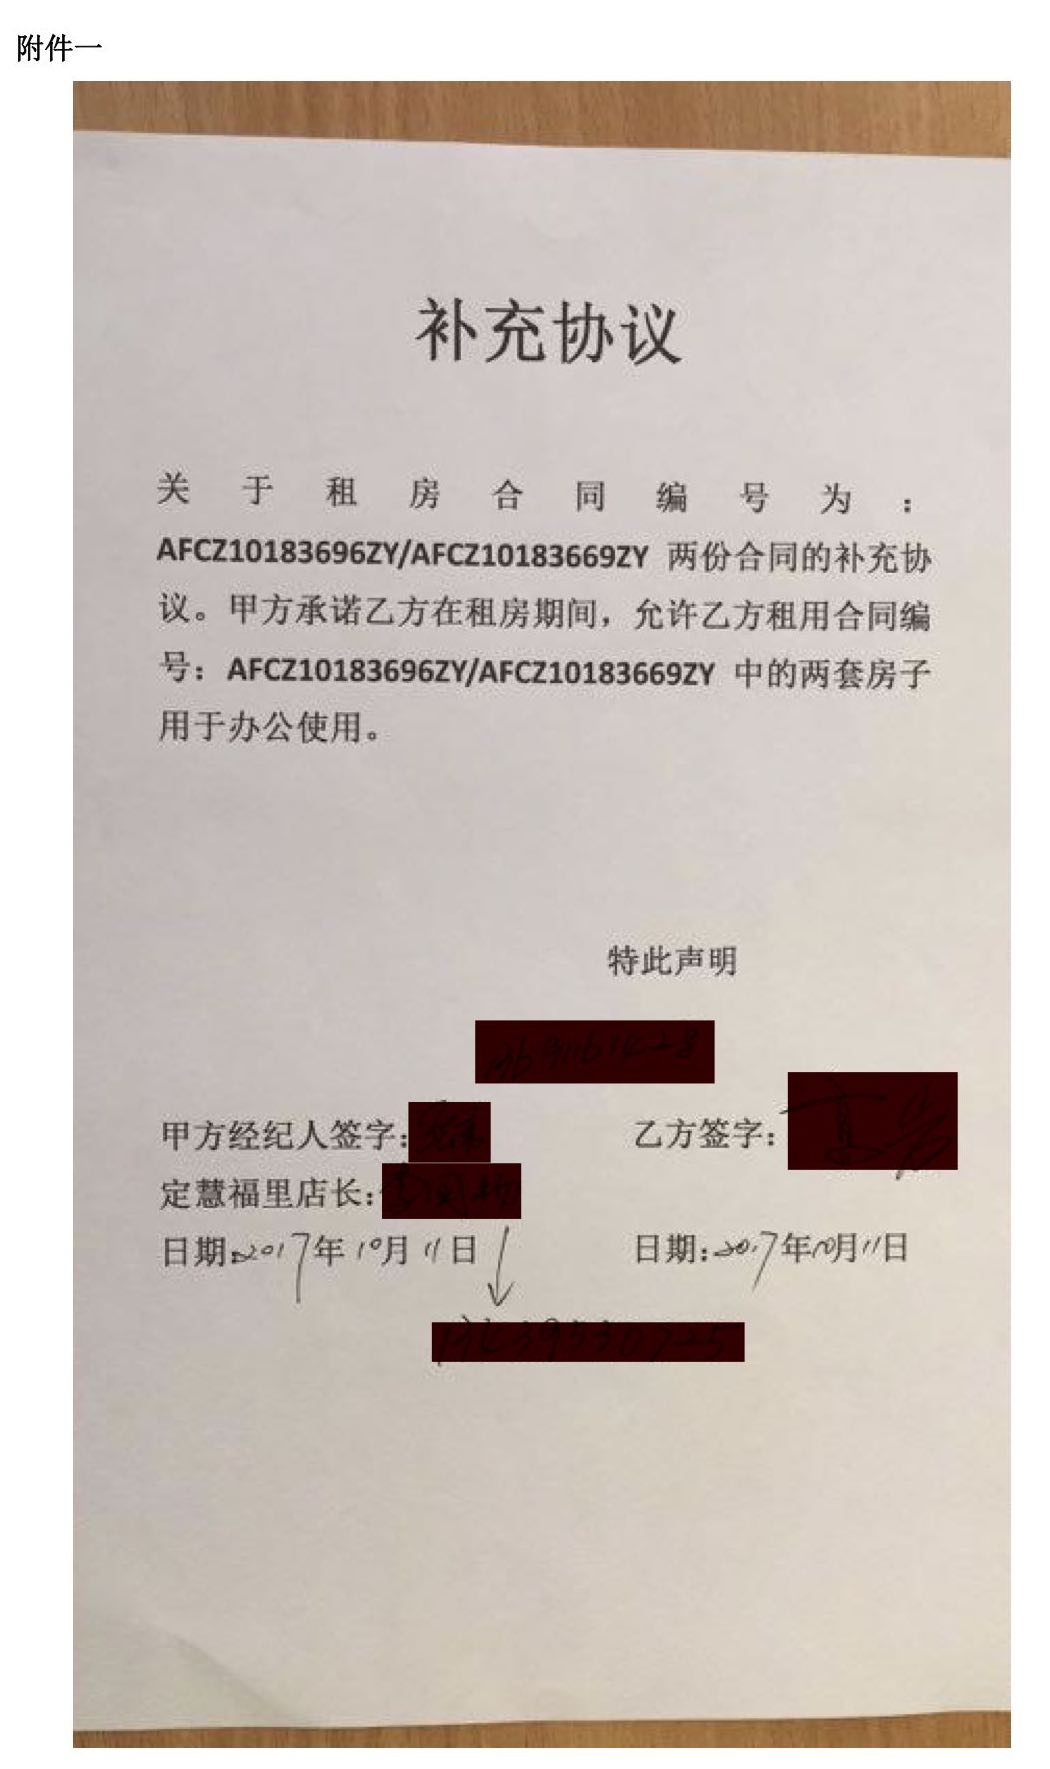 附件一
补充协议
关于租房合同编号为：
AFCZ10183696ZY/AFCZ10183669ZY 两份合同的补充协
议。甲方承诺乙方在租房期间，允许乙方租用合同编
号：AFCZ10183696ZY/AFCZ10183669ZY 中的两套房子
用于办公使用。
特此声明
甲方经纪人签字： 乙方签字：
定慧福里店长：
日期：2017年10月11日 日期：2017年10月11日